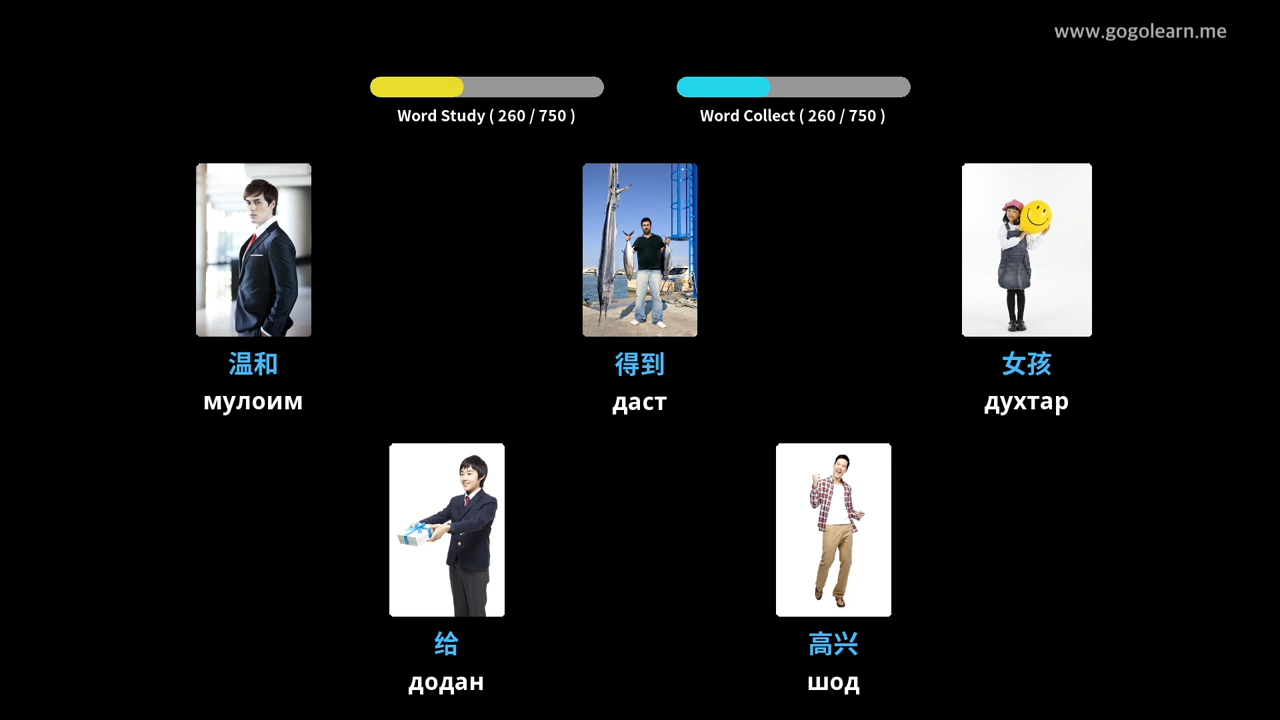 www.gogolearn.me
Word Study ( 260 / 750 )
Word Collect ( 260 / 750 )
温和
мулоим
得到
даст
女孩
духтар
给
додан
高兴
шод